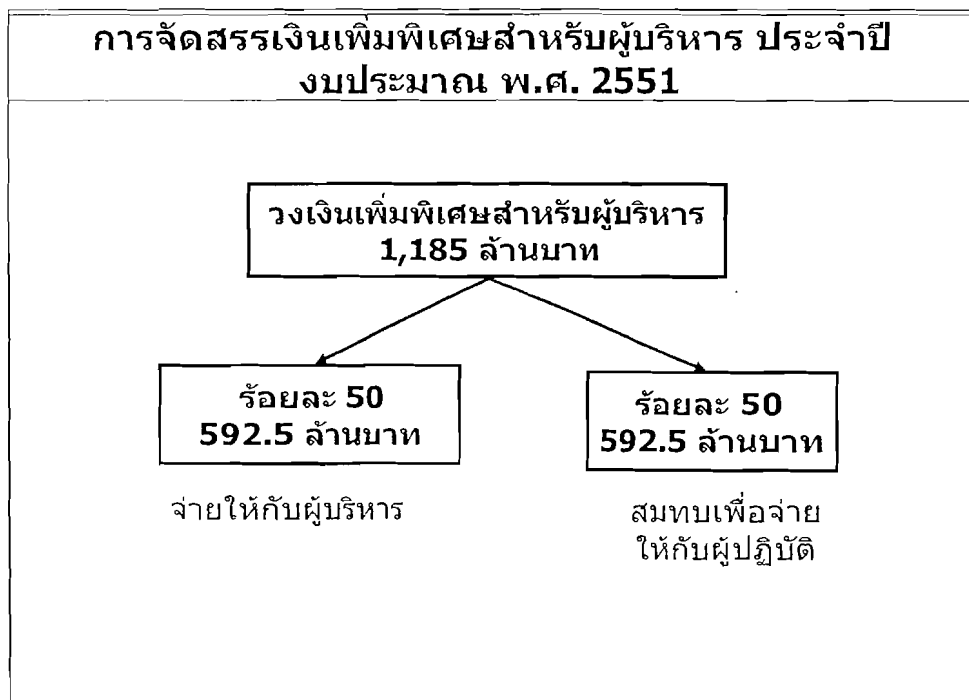 การจัดสรรเงินเพิ่มพิเศษสำหรับผู้บริหาร ประจำปี
งบประมาณ พ.ศ. 2551
วงเงินเพิ่มพิเศษสำหรับผู้บริหาร
1,185 ล้านบาท
ร้อยละ 50
592.5 ล้านบาท
จ่ายให้กับผู้บริหาร
ร้อยละ 50
592.5 ล้านบาท
สมทบเพื่อจ่าย
ให้กับผู้ปฏิบัติ